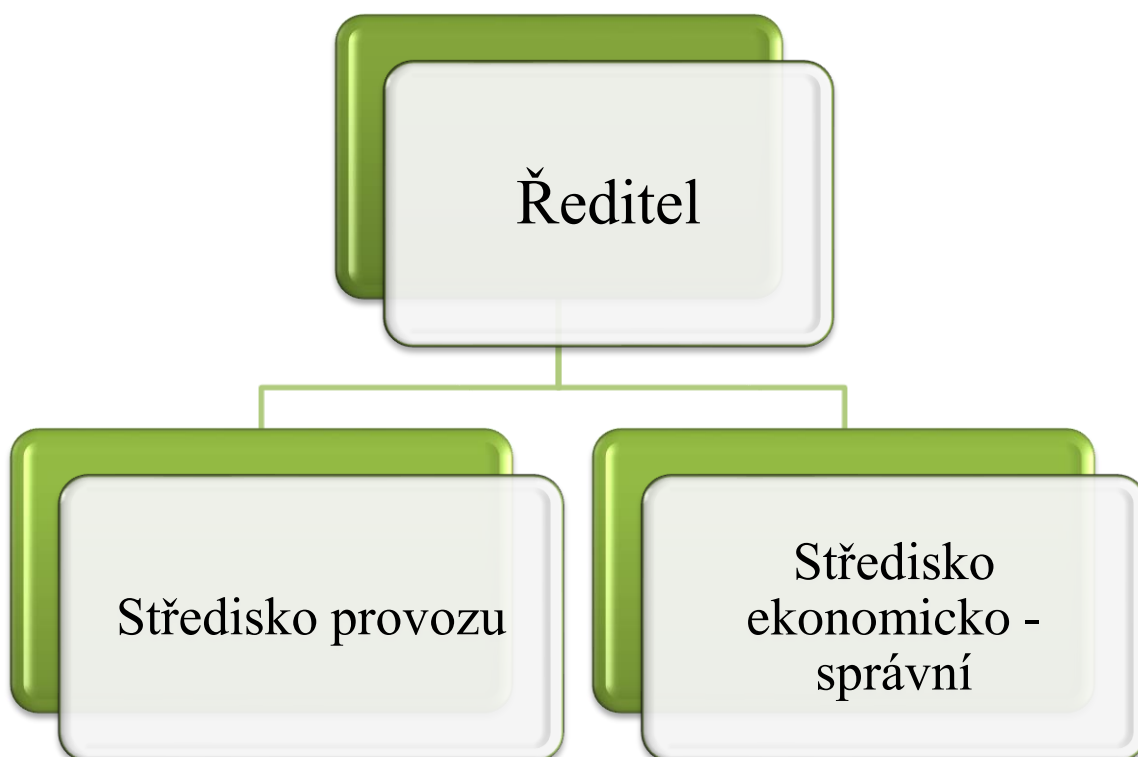 Ředitel
Středisko provozu
Středisko
ekonomicko -
správní